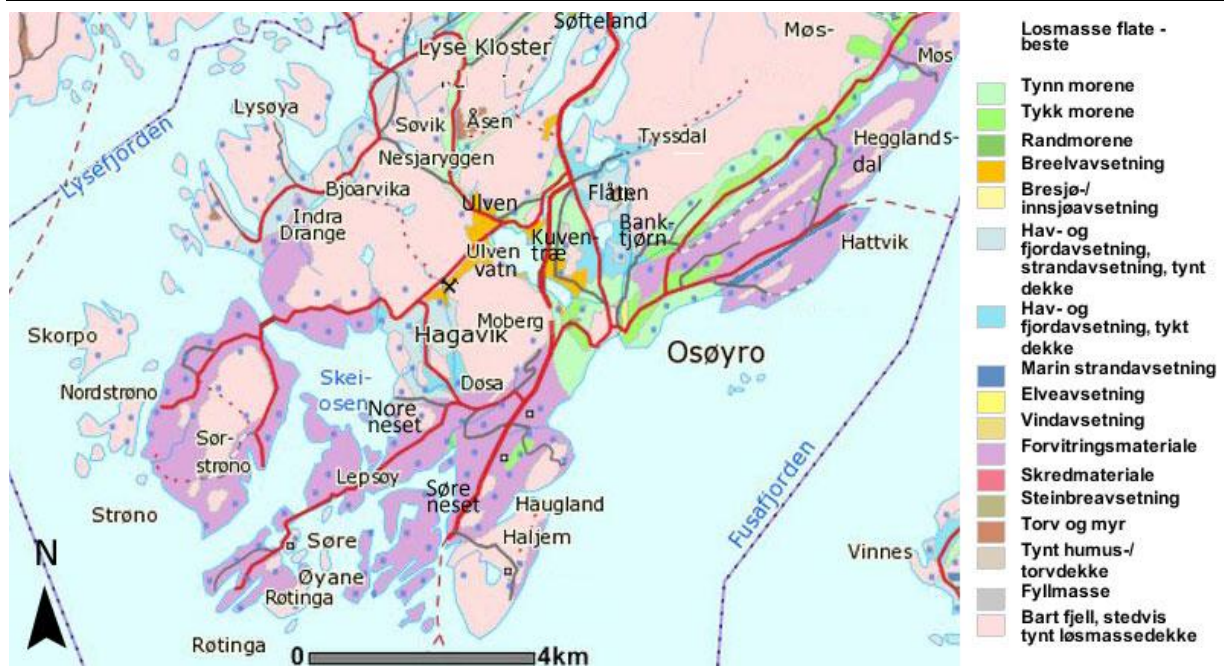 Søfteland
Møs-
Lyse Kloster
Møs
Lysøya
Søvik
Åsen
Tyssdal
Hegglands-
dal
Lysefjorden
Nesjaryggen
Bjøarvika
Ulven
Flåten
Indra
Drange
Bank-
tjørn
Kuven-
træ
Hattvik
Ulven
vatn
Skorpo
Hagavik
Moberg
Osøyro
Skei-
osen
Døsa
Nordstrøno
Nore
neset
Sør-
strøno
Lepsøy
Søre
neset
Haugland
Strøno
Fusafjorden
N
Søre
Øyane
Haljem
Vinnes
Røtinga
Røtinga
0
4km
Losmasse flate -
beste
Tynn morene
Tykk morene
Randmorene
Breelvavsetning
Bresjø-/
innsjøavsetning
Hav- og
fjordavsetning,
strandavsetning, tynt
dekke
Hav- og
fjordavsetning, tykt
dekke
Marin strandavsetning
Elveavsetning
Vindavsetning
Forvitringsmateriale
Skredmateriale
Steinbreavsetning
Torv og myr
Tynt humus-/
torvdekke
Fyllmasse
Bart fjell, stedvis
tynt løsmassedekke